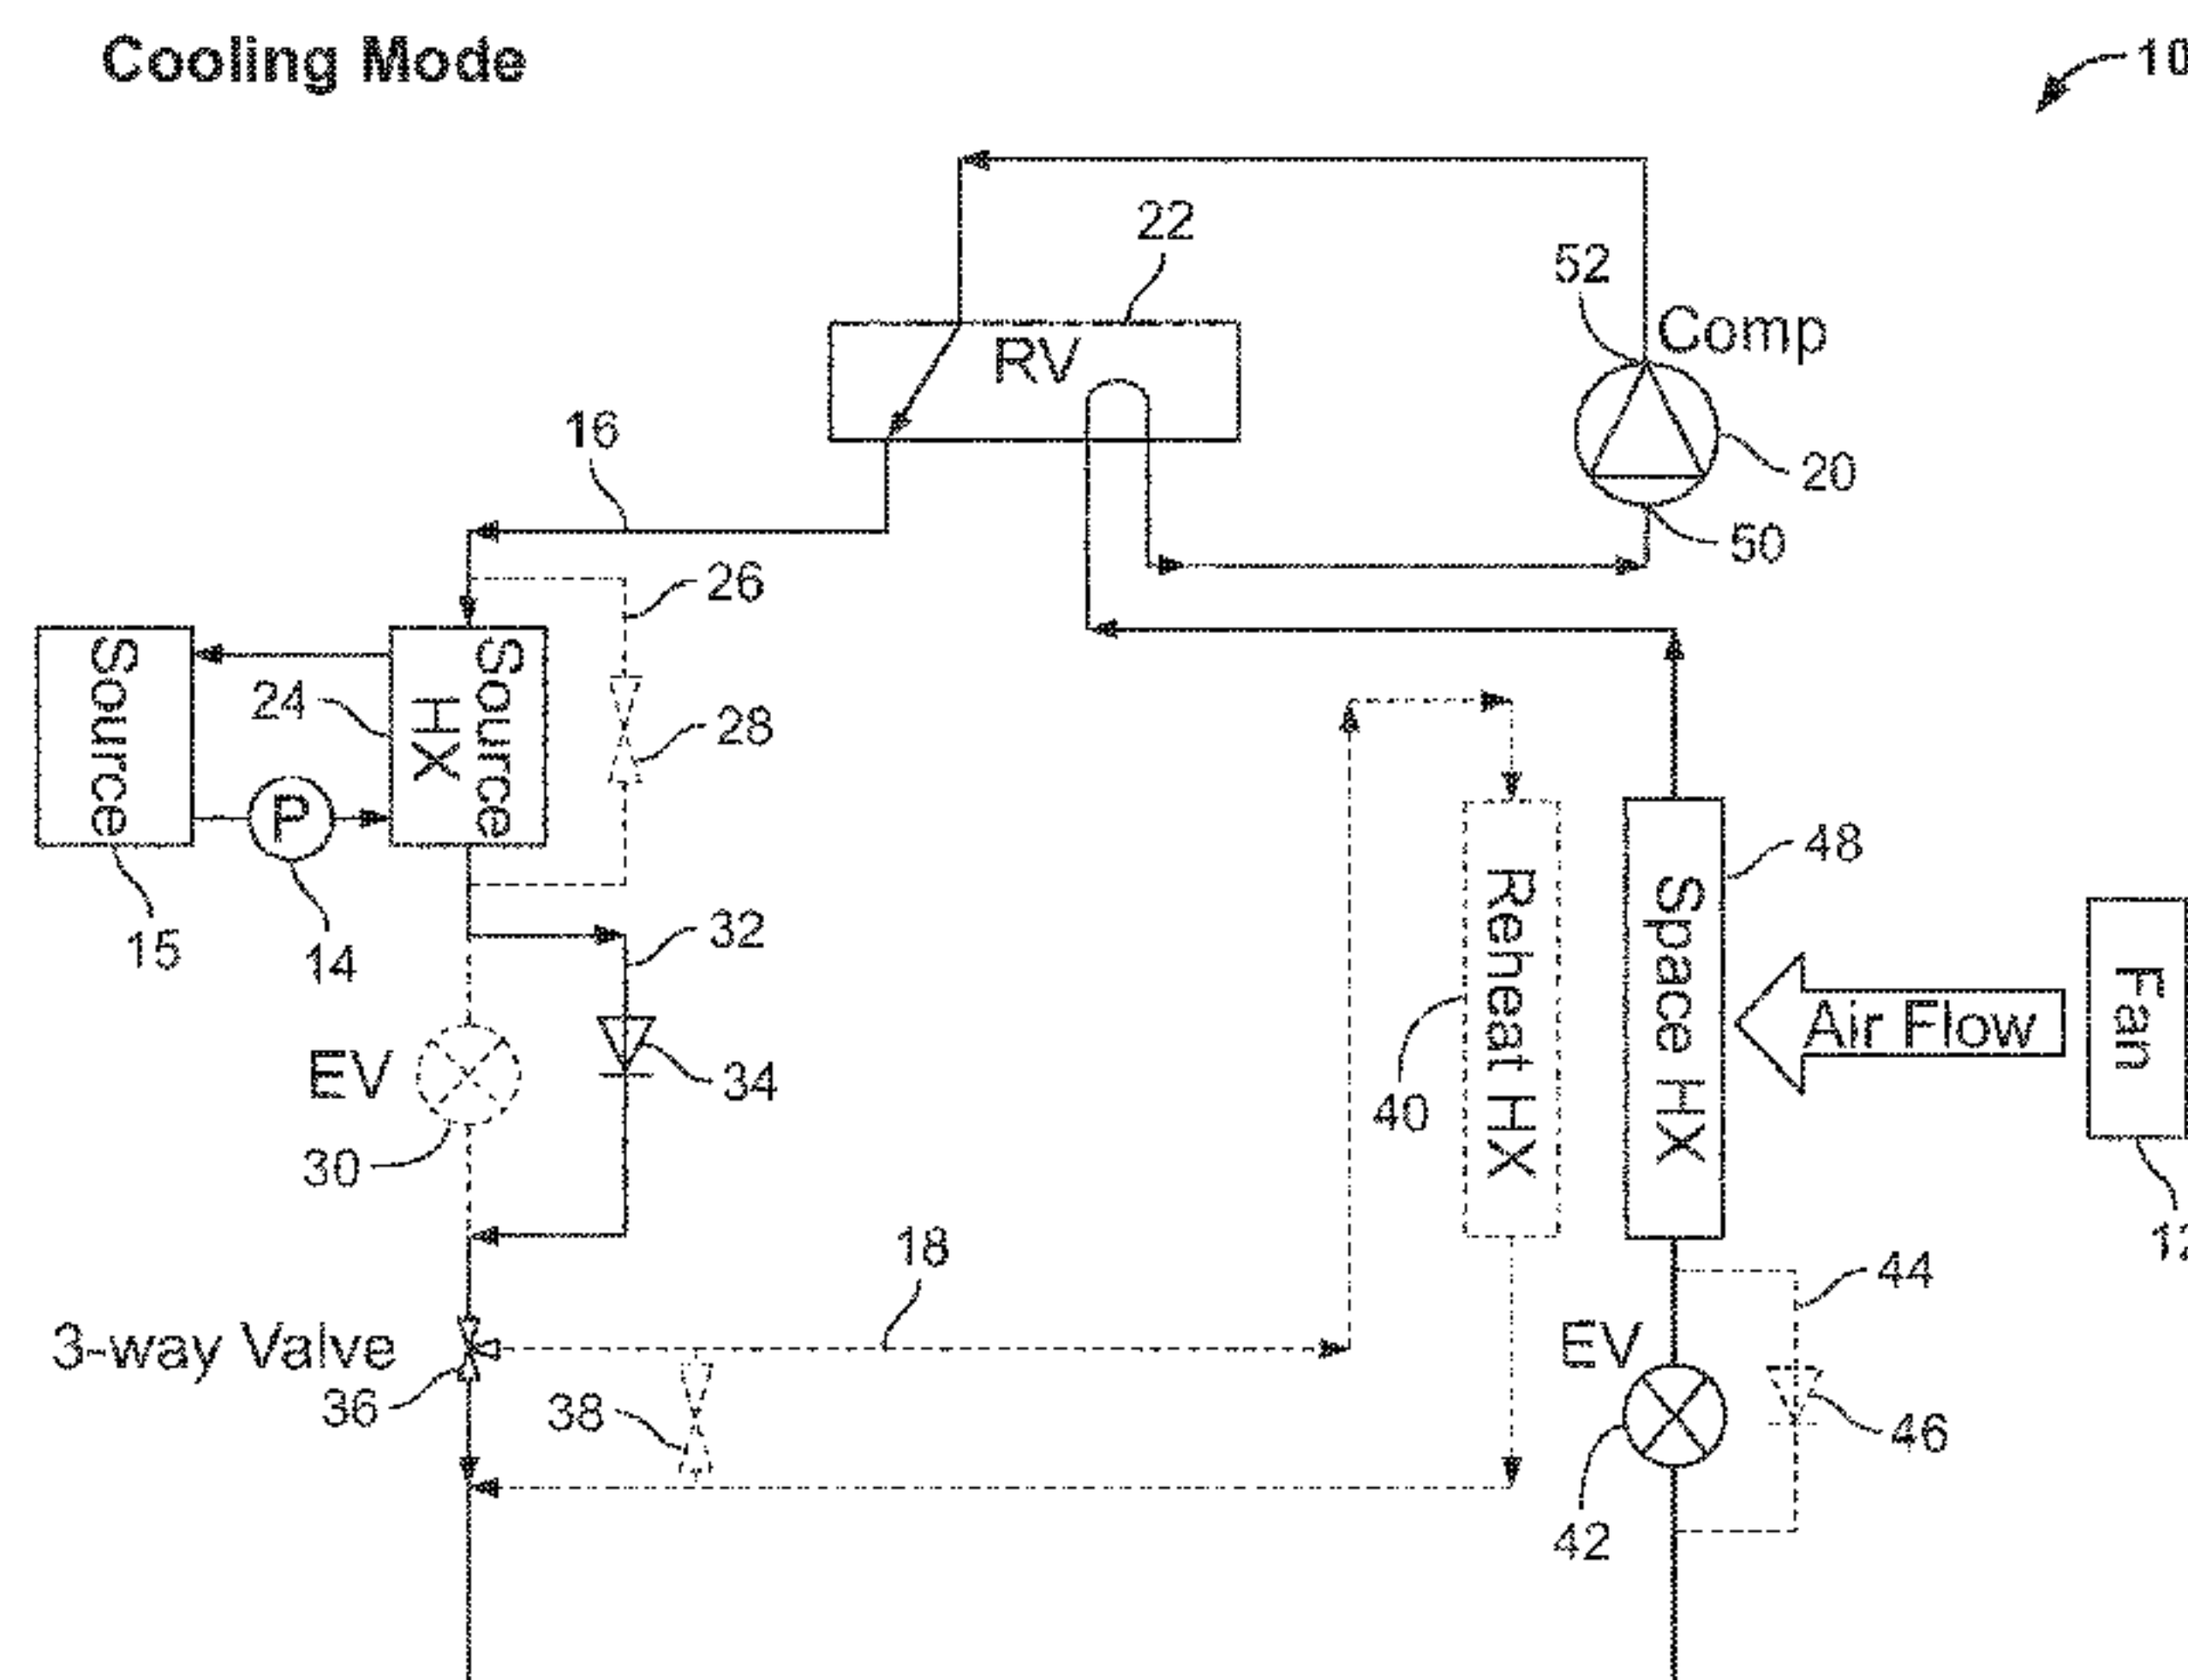 Cooling Mode
10
22
52
Comp
RV
16
20
50
26
Source
24
Source
HX
28
P
48
15
14
32
Reheat HX
Space HX
Air Flow
Fan
EV
34
40
30
18
44
3-way Valve
EV
36
38
46
42